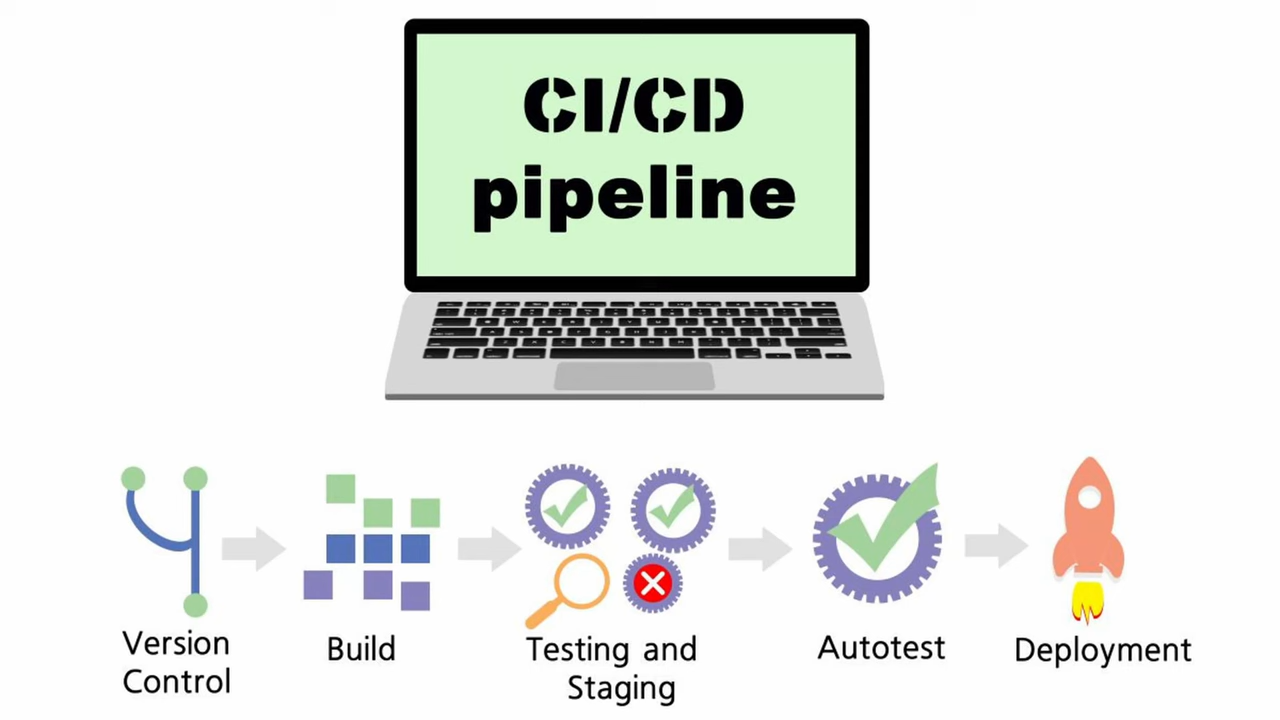 CI/CD
pipeline
Version
Control
Build
Testing and
Staging
Autotest
Deployment